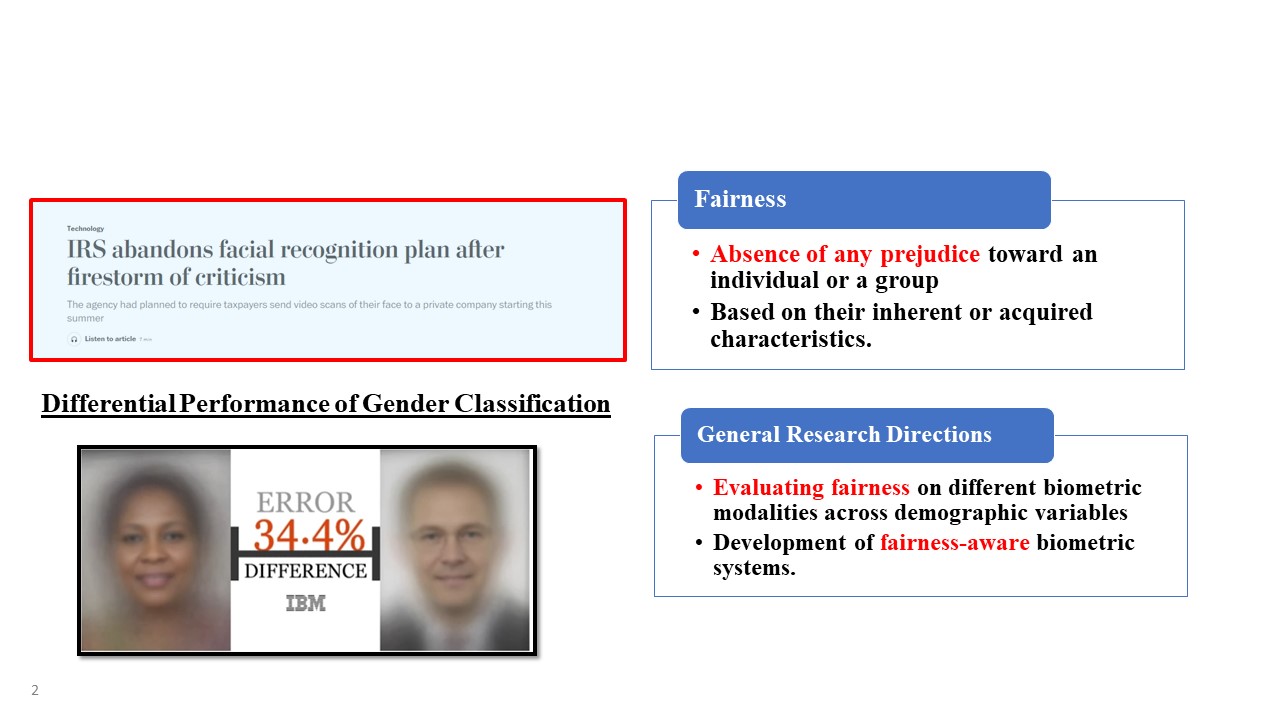 Technology
IRS abandons facial recognition plan after
firestorm of criticism
The agency had planned to require taxpayers send video scans of their face to a private company starting this
summer
Listen to article 7 min
Differential Performance of Gender Classification
ERROR
34.4%
DIFFERENCE
IBM
Fairness
• Absence of any prejudice toward an
individual or a group
• Based on their inherent or acquired
characteristics.
General Research Directions
• Evaluating fairness on different biometric
modalities across demographic variables
• Development of fairness-aware biometric
systems.
2